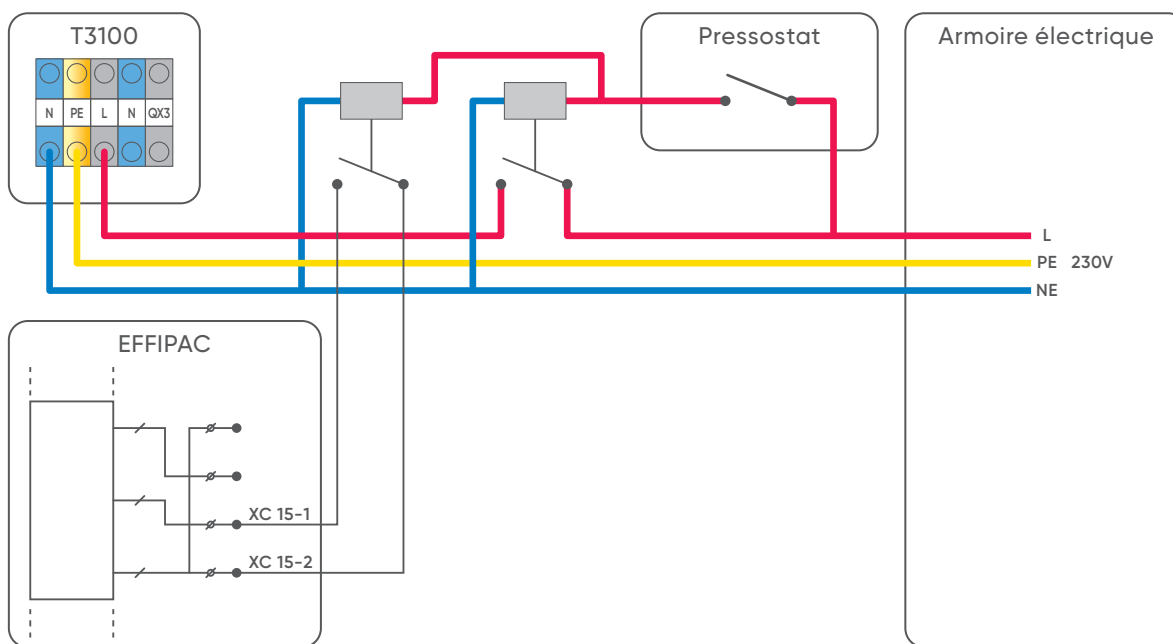 T3100
N PE L N QX3
Pressostat
Armoire électrique
L
PE 230V
NE
EFFIPAC
XC 15-1
XC 15-2